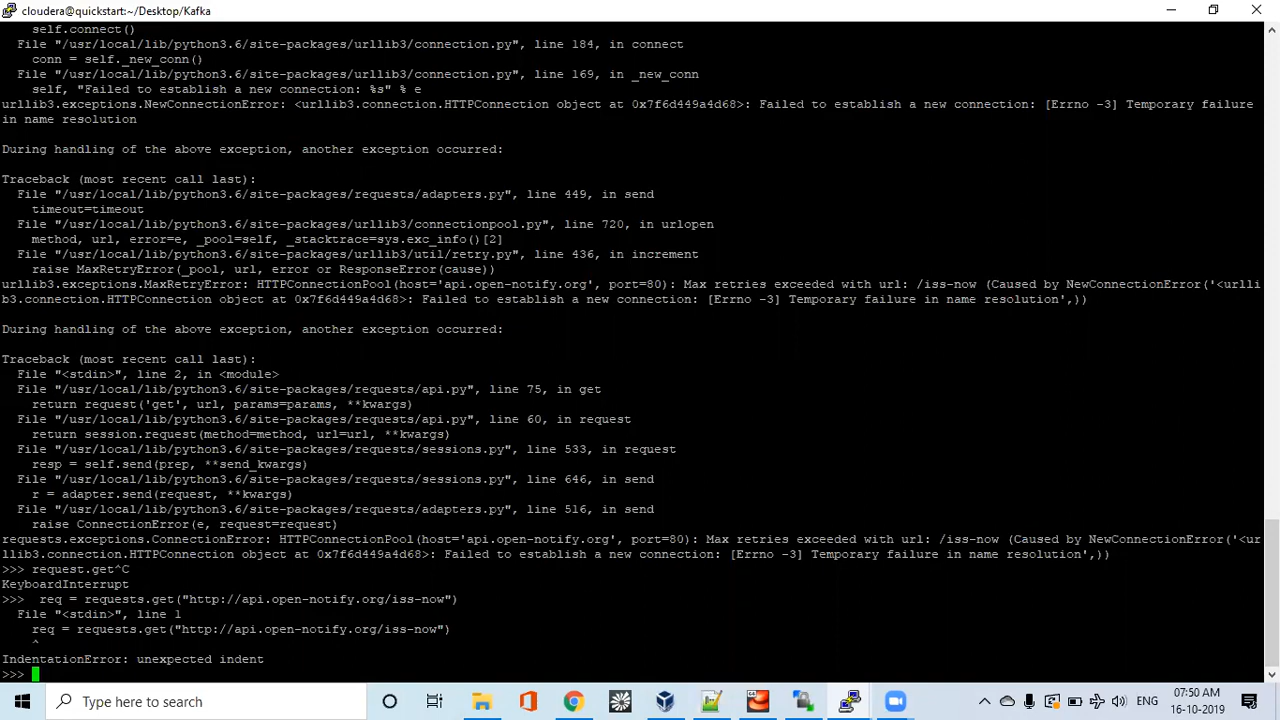 cloudera@quickstart:~/Desktop/Kafka
self.connect()
File "/usr/local/lib/python3.6/site-packages/urllib3/connection.py", line 184, in connect
conn = self._new_conn()
File "/usr/local/lib/python3.6/site-packages/urllib3/connection.py", line 169, in _new_conn
self, "Failed to establish a new connection: %s" % e
urllib3.exceptions.NewConnectionError: <urllib3.connection.HTTPConnection object at 0x7f6d449a4d68>: Failed to establish a new connection: [Errno -3] Temporary failure
in name resolution
During handling of the above exception, another exception occurred:
Traceback (most recent call last):
File "/usr/local/lib/python3.6/site-packages/requests/adapters.py", line 449, in send
timeout=timeout
File "/usr/local/lib/python3.6/site-packages/urllib3/connectionpool.py", line 720, in urlopen
method, url, error=e, _pool=self, _stacktrace=sys.exc_info()[2]
File "/usr/local/lib/python3.6/site-packages/urllib3/util/retry.py", line 436, in increment
raise MaxRetryError(_pool, url, error or ResponseError(cause))
urllib3.exceptions.MaxRetryError: HTTPConnectionPool(host='api.open-notify.org', port=80): Max retries exceeded with url: /iss-now (Caused by NewConnectionError('<urlli
b3.connection.HTTPConnection object at 0x7f6d449a4d68>: Failed to establish a new connection: [Errno -3] Temporary failure in name resolution',))
During handling of the above exception, another exception occurred:
Traceback (most recent call last):
File "<stdin>", line 2, in <module>
File "/usr/local/lib/python3.6/site-packages/requests/api.py", line 75, in get
return request('get', url, params=params, **kwargs)
File "/usr/local/lib/python3.6/site-packages/requests/api.py", line 60, in request
return session.request(method=method, url=url, **kwargs)
File "/usr/local/lib/python3.6/site-packages/requests/sessions.py", line 533, in request
resp = self.send(prep, **send_kwargs)
File "/usr/local/lib/python3.6/site-packages/requests/sessions.py", line 646, in send
r = adapter.send(request, **kwargs)
File "/usr/local/lib/python3.6/site-packages/requests/adapters.py", line 516, in send
raise ConnectionError(e, request=request)
requests.exceptions.ConnectionError: HTTPConnectionPool(host='api.open-notify.org', port=80): Max retries exceeded with url: /iss-now (Caused by NewConnectionError('<ur
llib3.connection.HTTPConnection object at 0x7f6d449a4d68>: Failed to establish a new connection: [Errno -3] Temporary failure in name resolution',))
>>> request.get^C
KeyboardInterrupt
>>>  req = requests.get("http://api.open-notify.org/iss-now")
File "<stdin>", line 1
req = requests.get("http://api.open-notify.org/iss-now")
^
IndentationError: unexpected indent
>>>
Type here to search
64
ENG
07:50 AM
16-10-2019